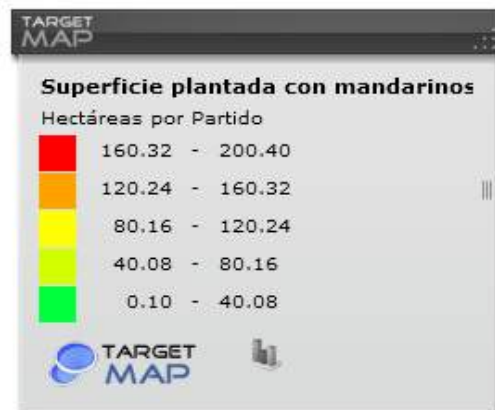 TARGET
MAP
Superficie plantada con mandarinos
Hectáreas por Partido
160.32 - 200.40
120.24 - 160.32
80.16 - 120.24
40.08 - 80.16
0.10 - 40.08
TARGET
MAP